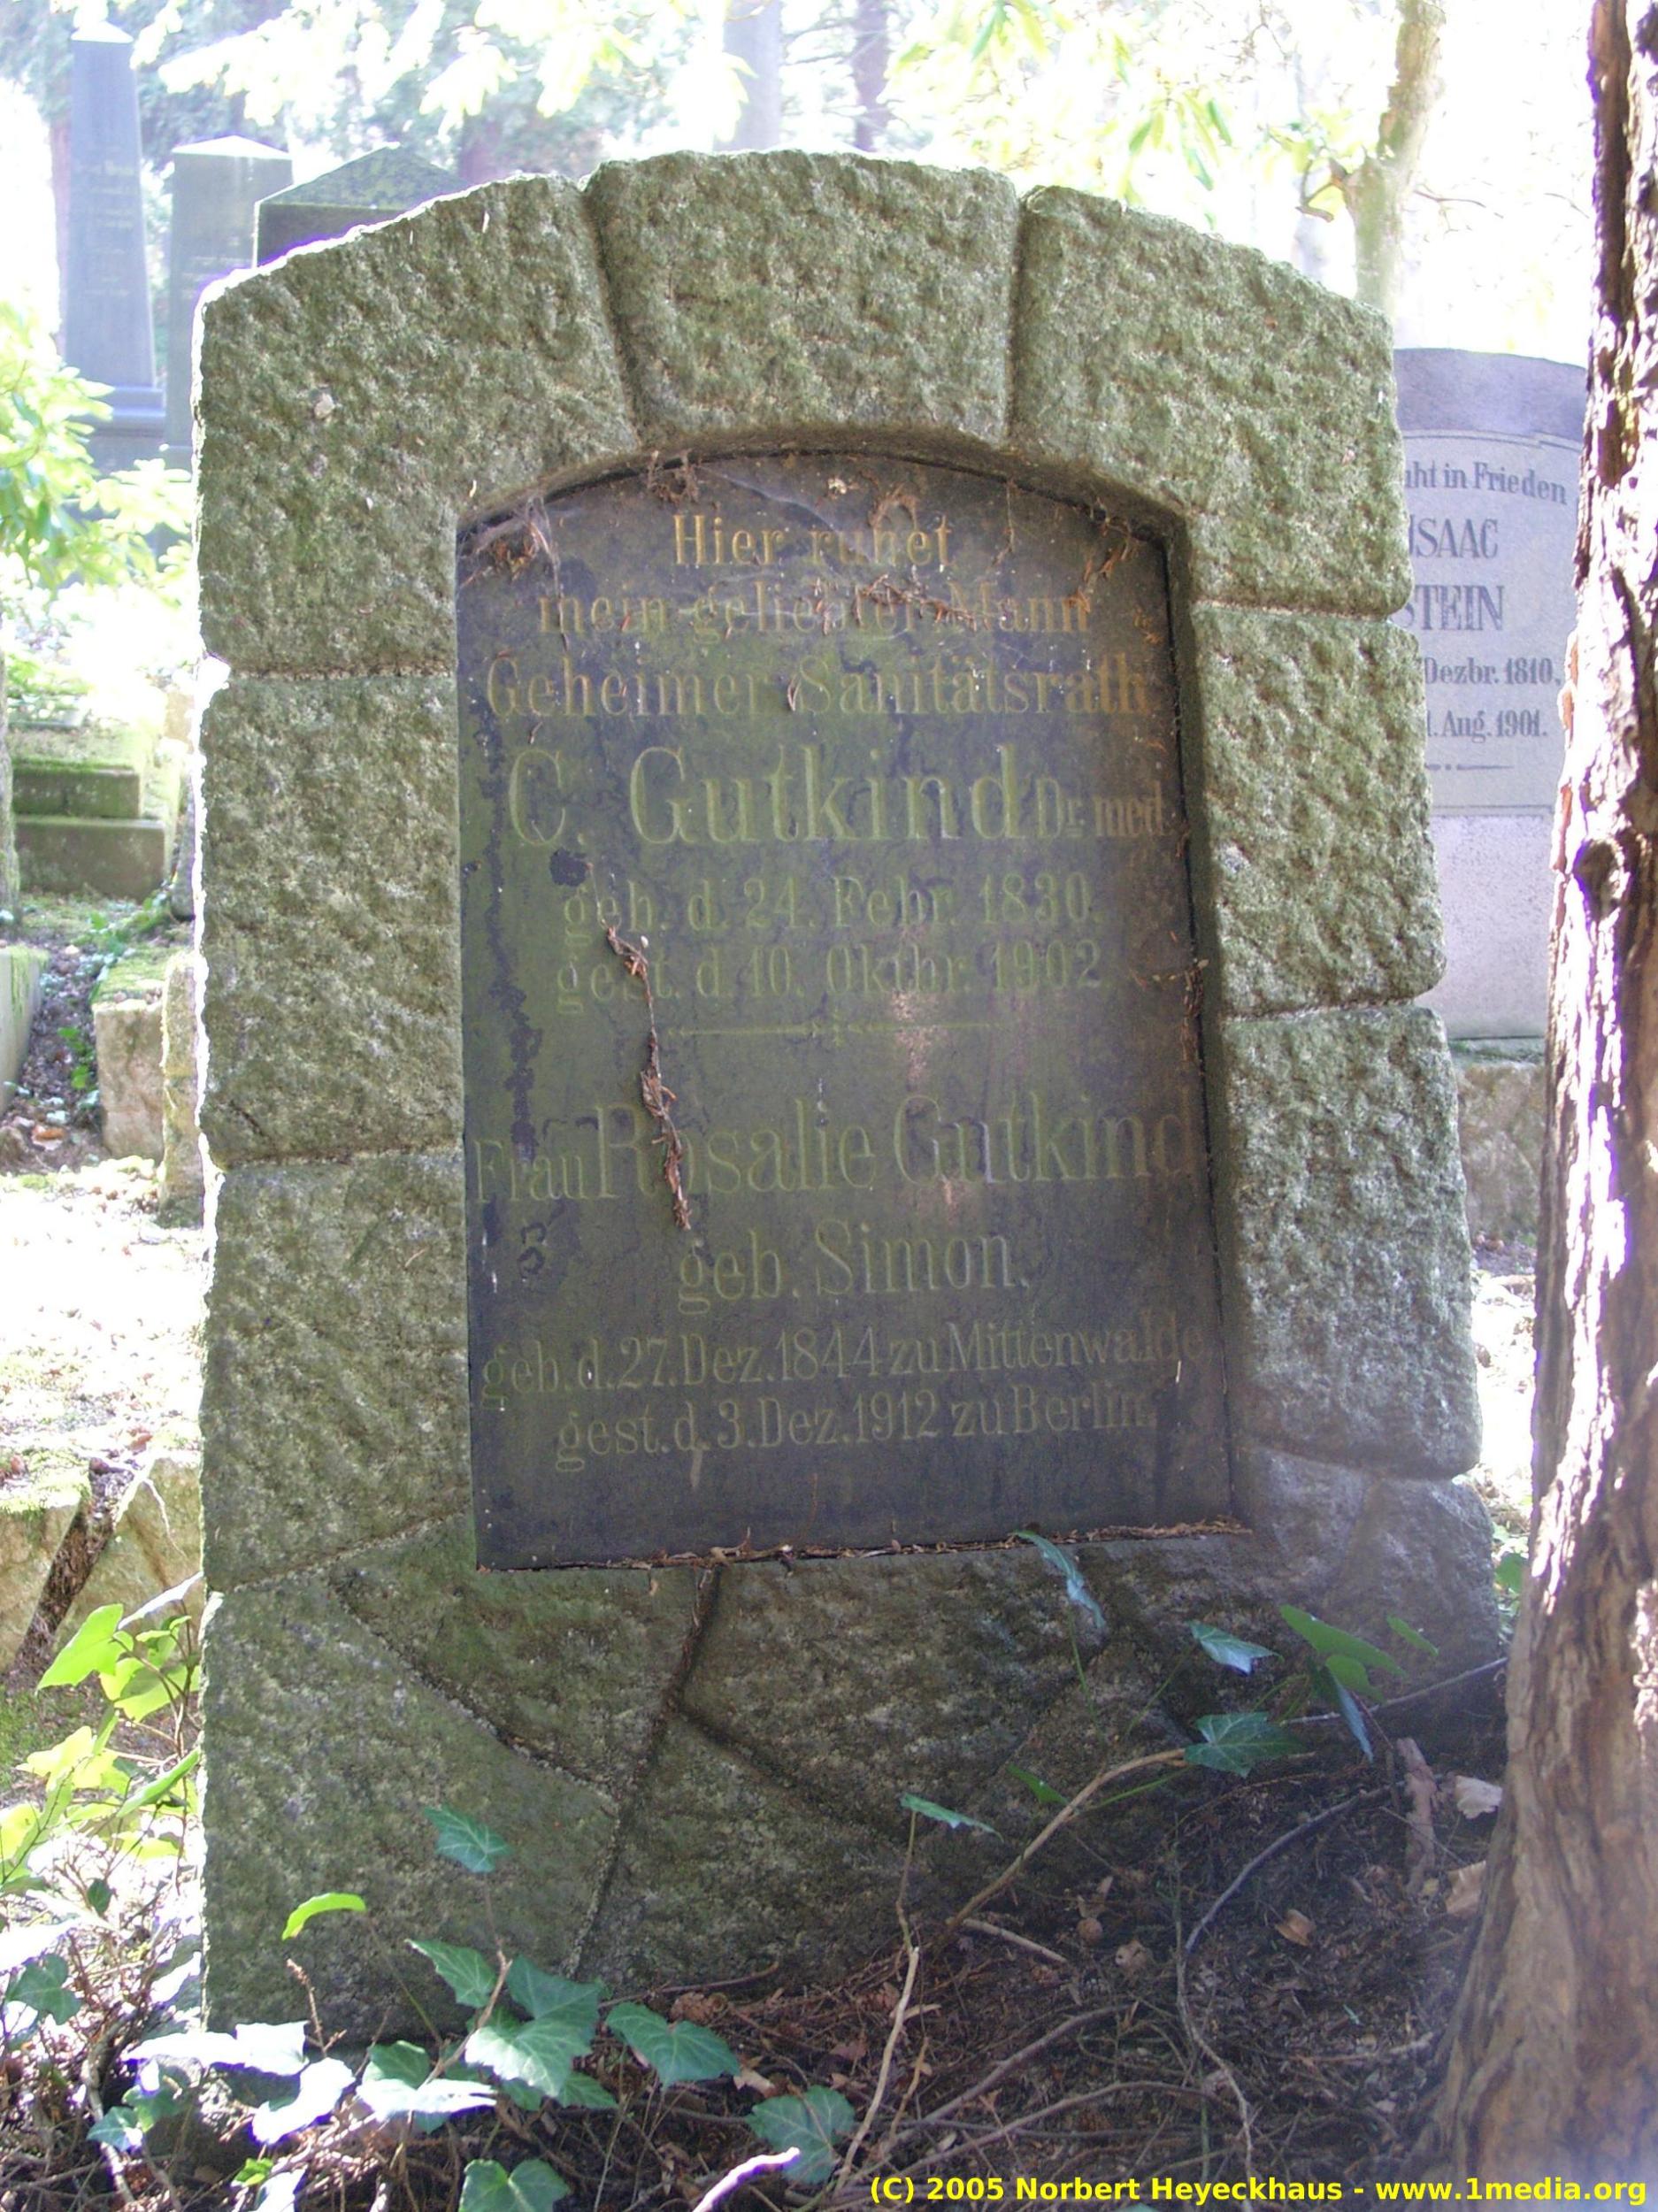 Hier ruhet
mein geliebter Mann
Geheimer Sanitätsrath
C. Gutkind Dr. med.
geb. d. 24. Febr. 1830.
gest. d. 10. Oktbr. 1902.
Frau Rosalie Gutkind
geb. Simon.
geb. d. 27. Dez. 1844 zu Mittenwalde
gest. d. 3. Dez. 1912 zu Berlin.
in Frieden
ISAAC
STEIN
Dezbr. 1810,
Aug. 1901.
(C) 2005 Norbert Heyeckhaus - www.1media.org